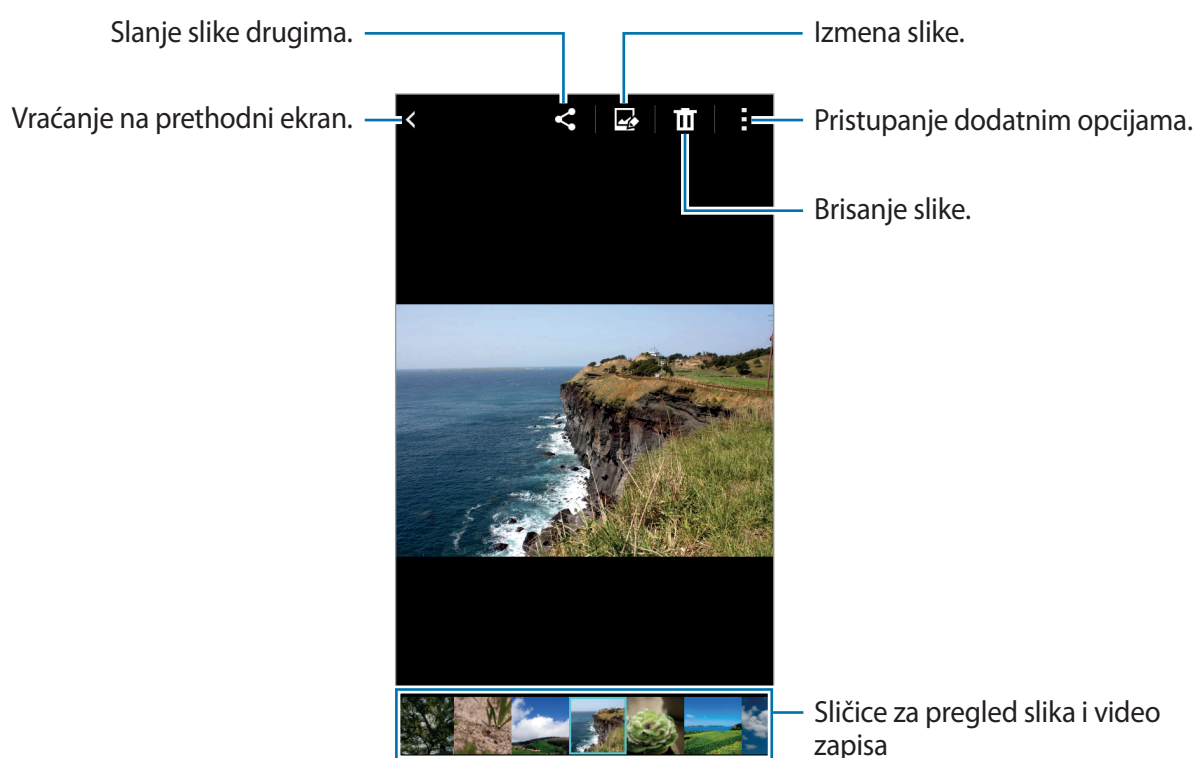 Slanje slike drugima.
Izmena slike.
Vraćanje na prethodni ekran.
Pristupanje dodatnim opcijama.
Brisanje slike.
Sličice za pregled slika i video
zapisa